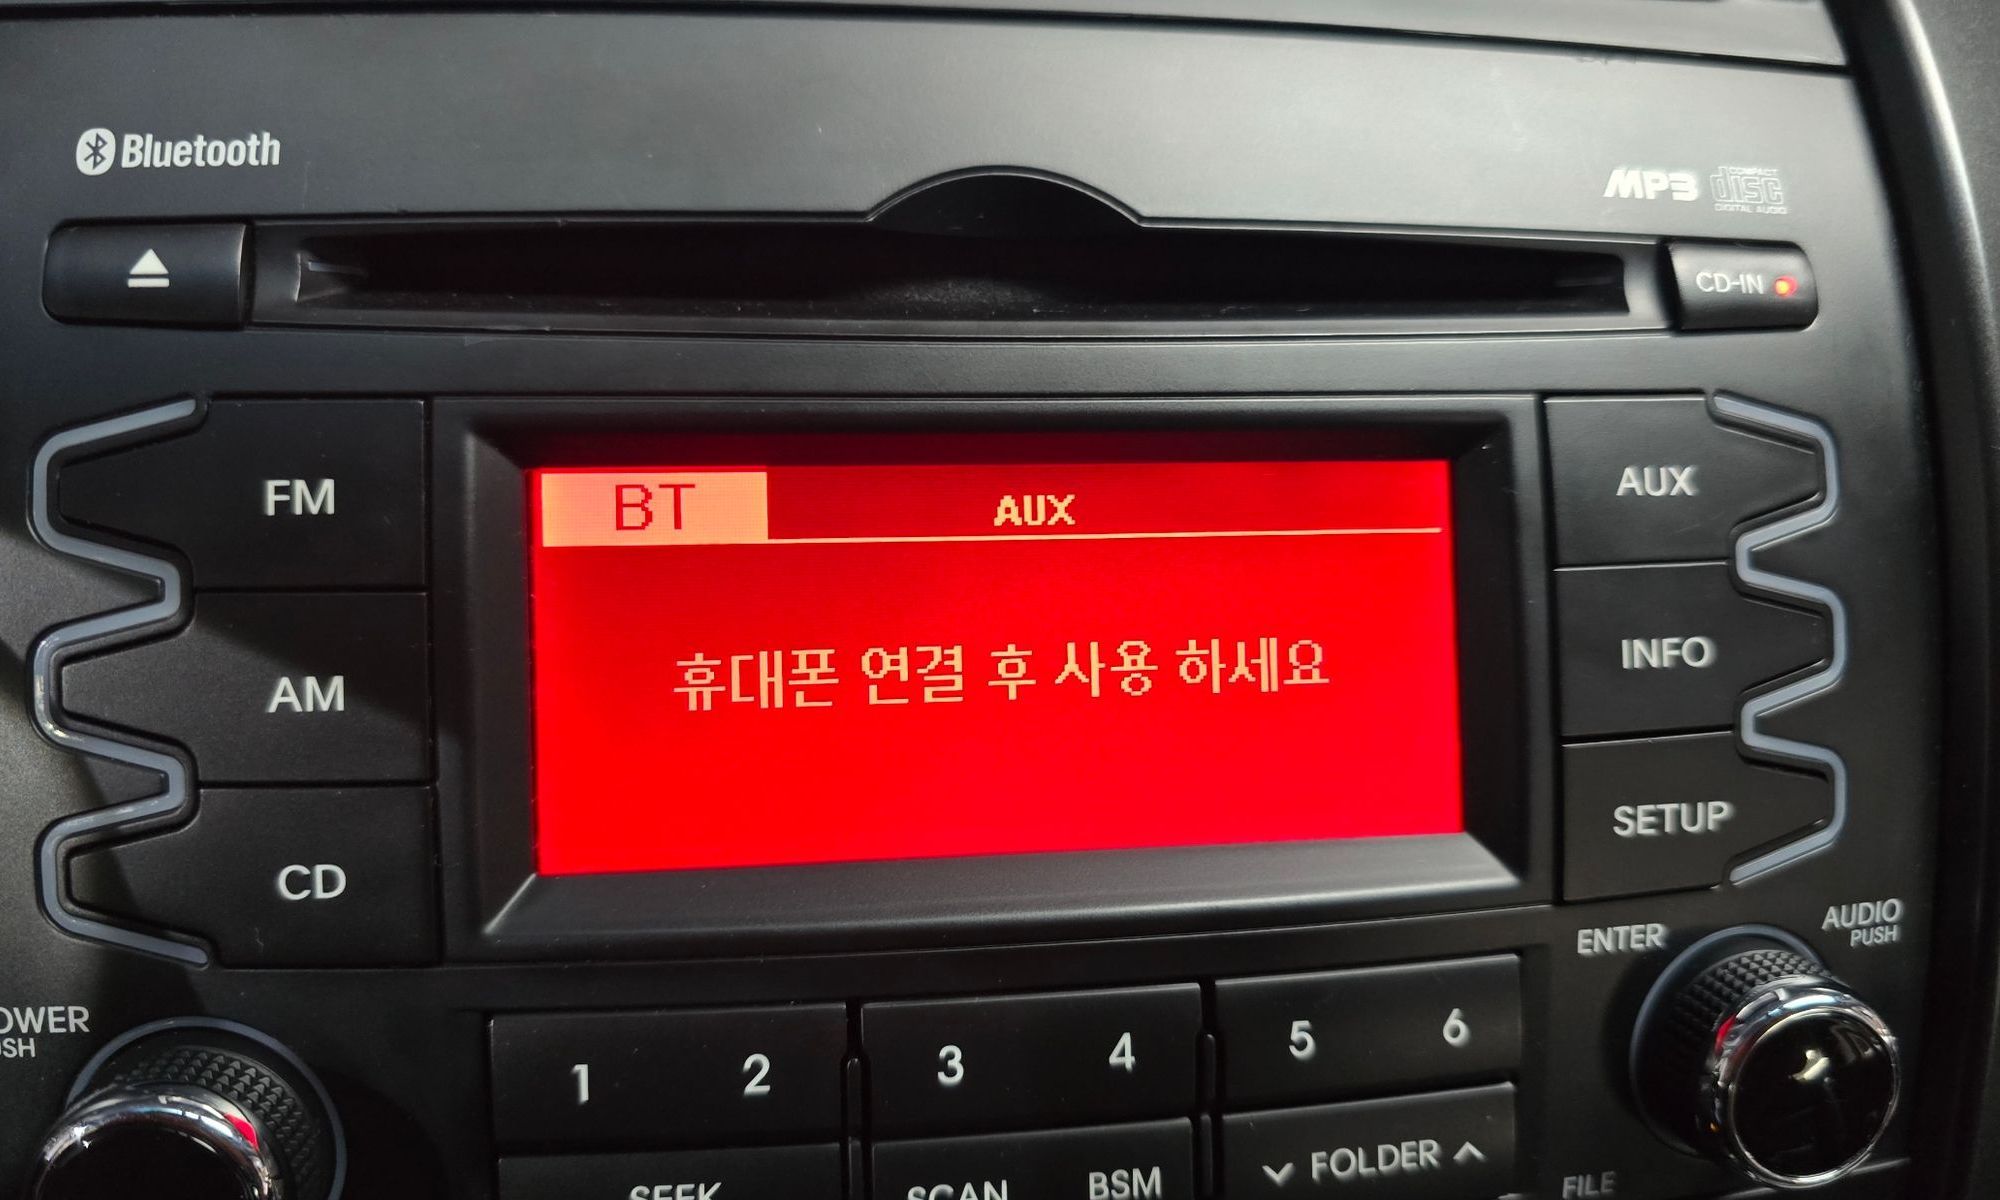 Bluetooth
MP3
COMPACT
disc
DIGITAL AUDIO
CD-IN
FM
BT
AUX
AUX
휴대폰 연결 후 사용 하세요
AM
INFO
CD
SETUP
ENTER
AUDIO
PUSH
1
2
3
4
5
6
SEEK
SCAN
BSM
FOLDER
FILE